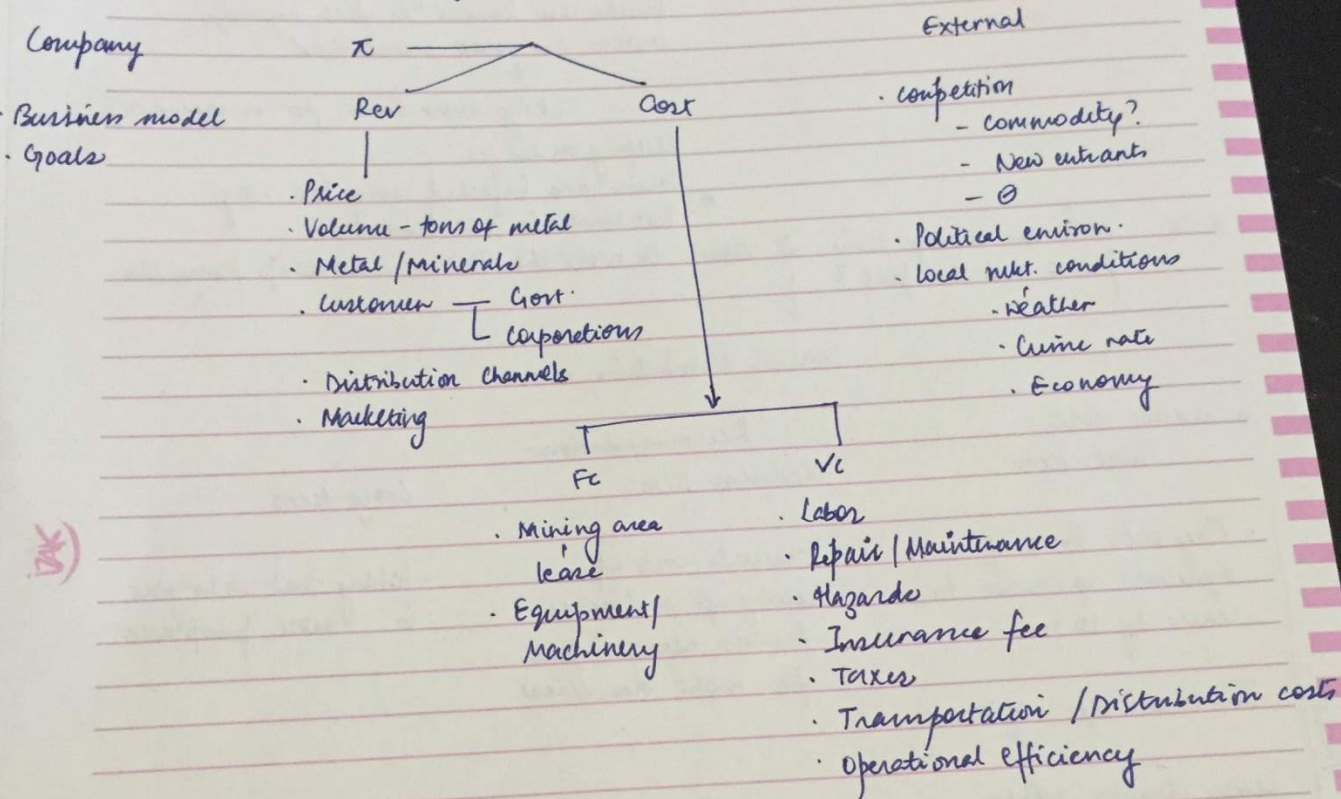 Company
· Business model
· Goals
π
Rev
· Price
· Volume - tons of metal
· Metal / Minerals
· Customer — Govt.
Corporations
· Distribution Channels
· Marketing
Cost
FC
· Mining area
lease
· Equipment/
Machinery
VC
· Labor
· Repair / Maintenance
· Hazards
· Insurance fee
· Taxes
· Transportation / Distribution costs
· Operational efficiency
External
· Competition
- Commodity?
- New entrants
· Political environ.
· Local mkt. conditions
· Weather
· Crime rate
· Economy